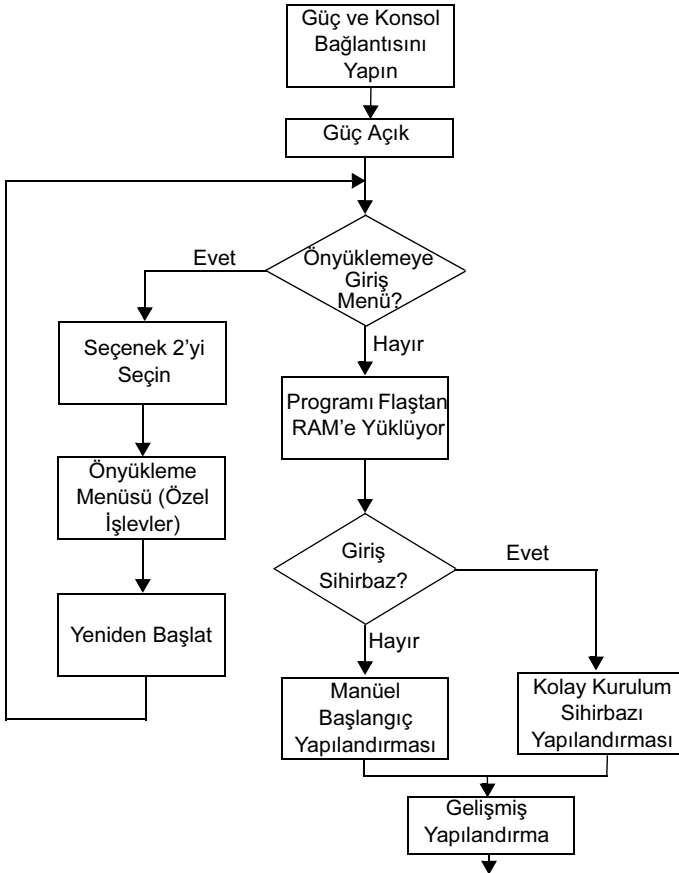 Güç ve Konsol
Bağlantısını
Yapın
Güç Açık
Önyüklemeye
Giriş
Menü?
Evet
Hayır
Seçenek 2’yi
Seçin
Programı Flaştan
RAM’e Yüklüyor
Önyükleme
Menüsü (Özel
İşlevler)
Giriş
Sihirbaz?
Evet
Hayır
Yeniden Başlat
Manüel
Başlangıç
Yapılandırması
Kolay Kurulum
Sihirbazı
Yapılandırması
Gelişmiş
Yapılandırma